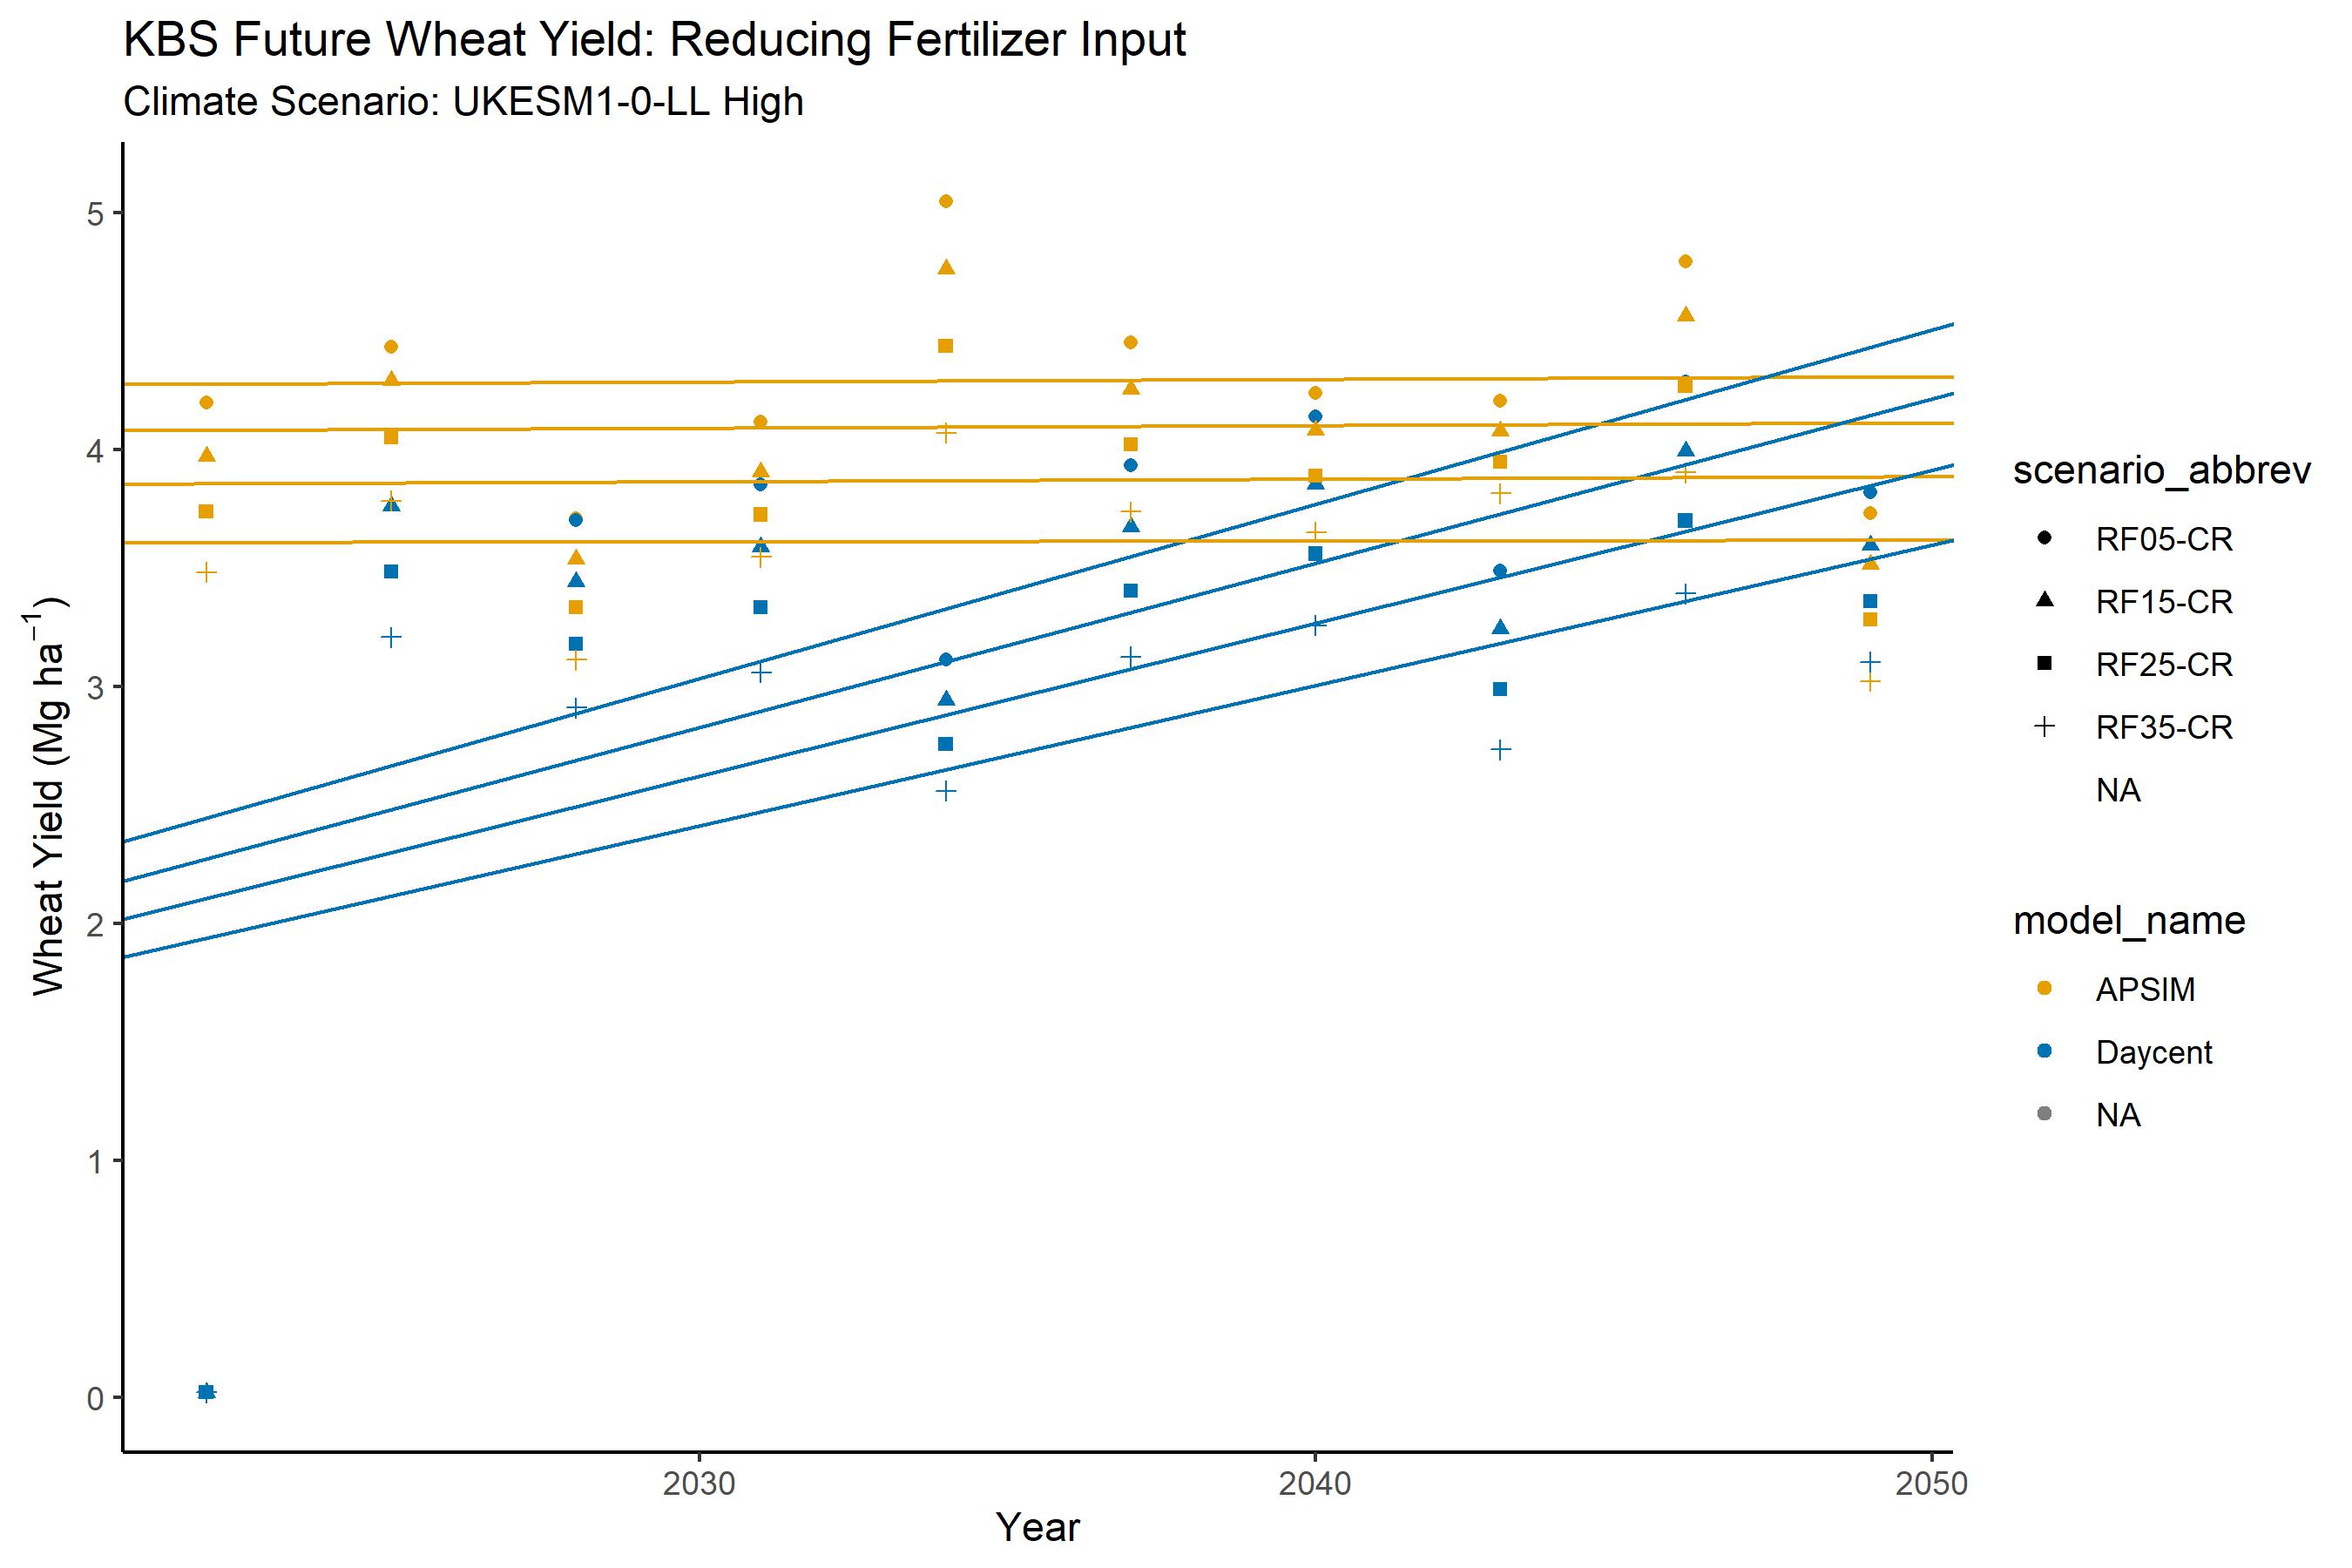 KBS Future Wheat Yield: Reducing Fertilizer Input
Climate Scenario: UKESM1-0-LL High
Wheat Yield (Mg ha⁻¹)
5
4
3
2
1
0
2030
2040
2050
Year
scenario_abbrev
RF05-CR
RF15-CR
RF25-CR
RF35-CR
NA
model_name
APSIM
Daycent
NA